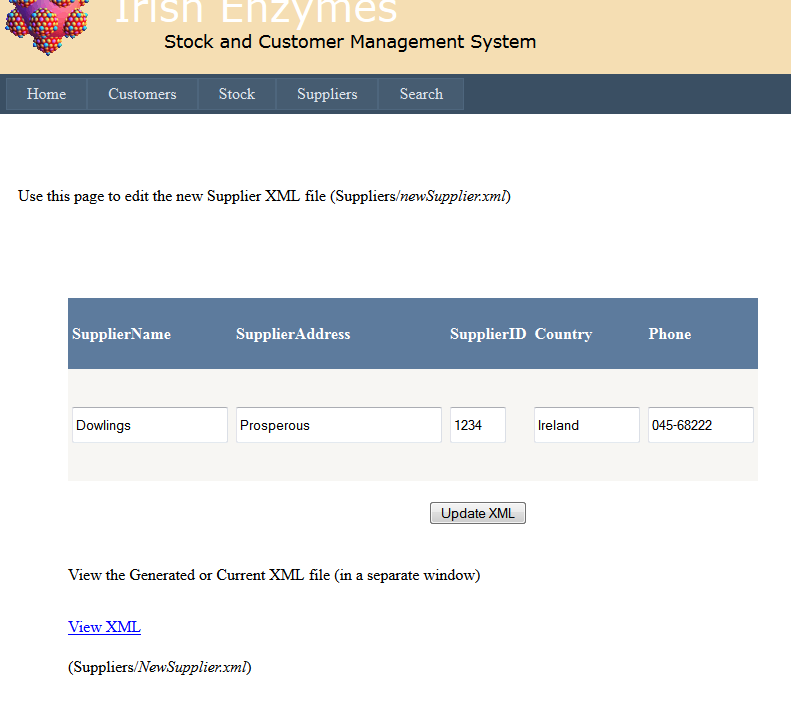 Irish Enzymes
Stock and Customer Management System
Home Customers Stock Suppliers Search
Use this page to edit the new Supplier XML file (Suppliers/newSupplier.xml)
SupplierName SupplierAddress SupplierID Country Phone
Dowlings Prosperous 1234 Ireland 045-68222
Update XML
View the Generated or Current XML file (in a separate window)
View XML
(Suppliers/NewSupplier.xml)